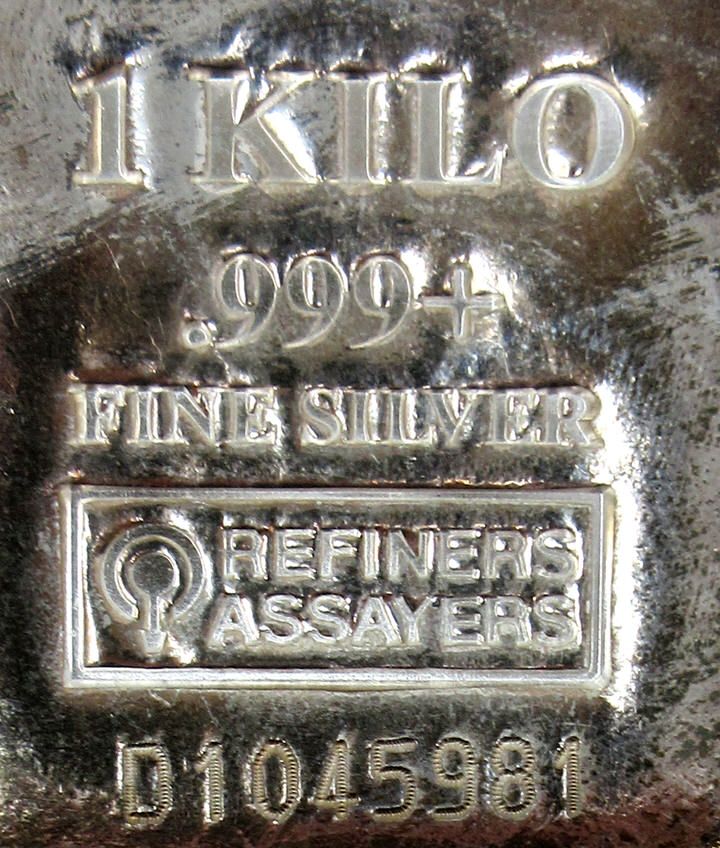 1 KILO
.999+
FINE SILVER
REFINERS
ASSAYERS
D1045981